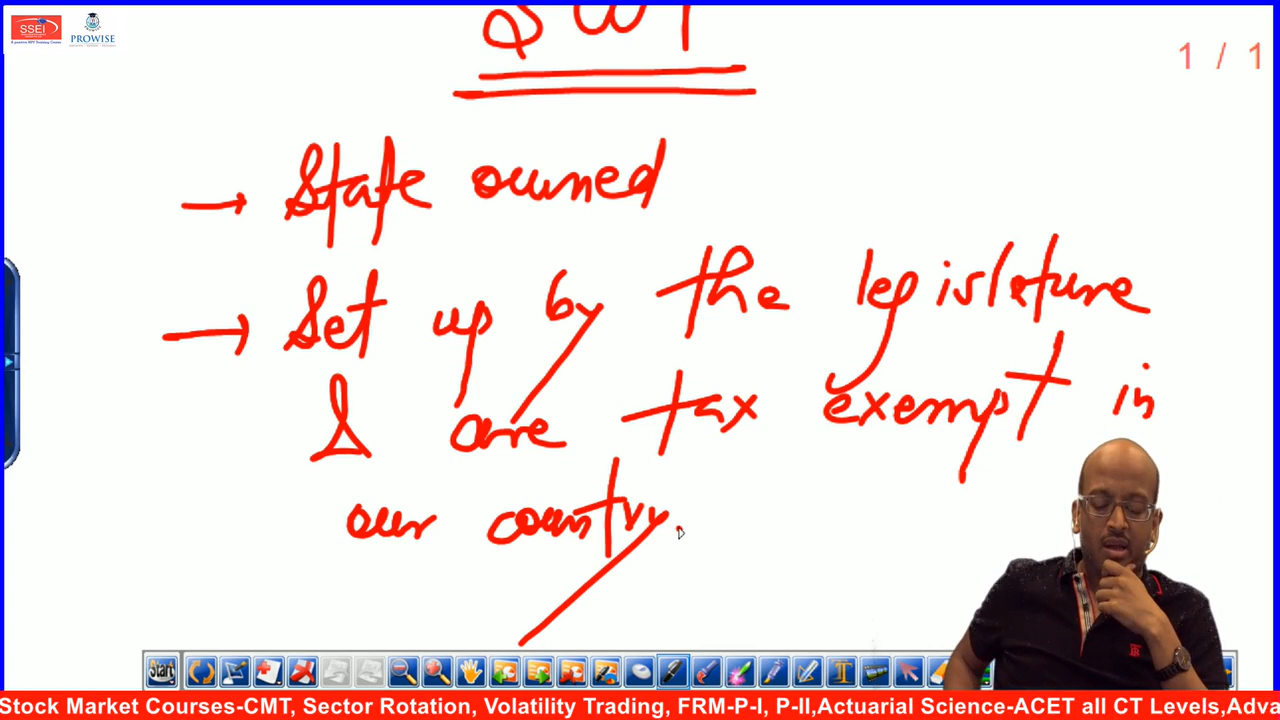 SSEI
PROWISE
1 / 1
→ State owned
→ Set up by the legislature
& are tax exempt in
our country
Start
Stock Market Courses-CMT, Sector Rotation, Volatility Trading, FRM-P-I, P-II,Actuarial Science-ACET all CT Levels,Adva